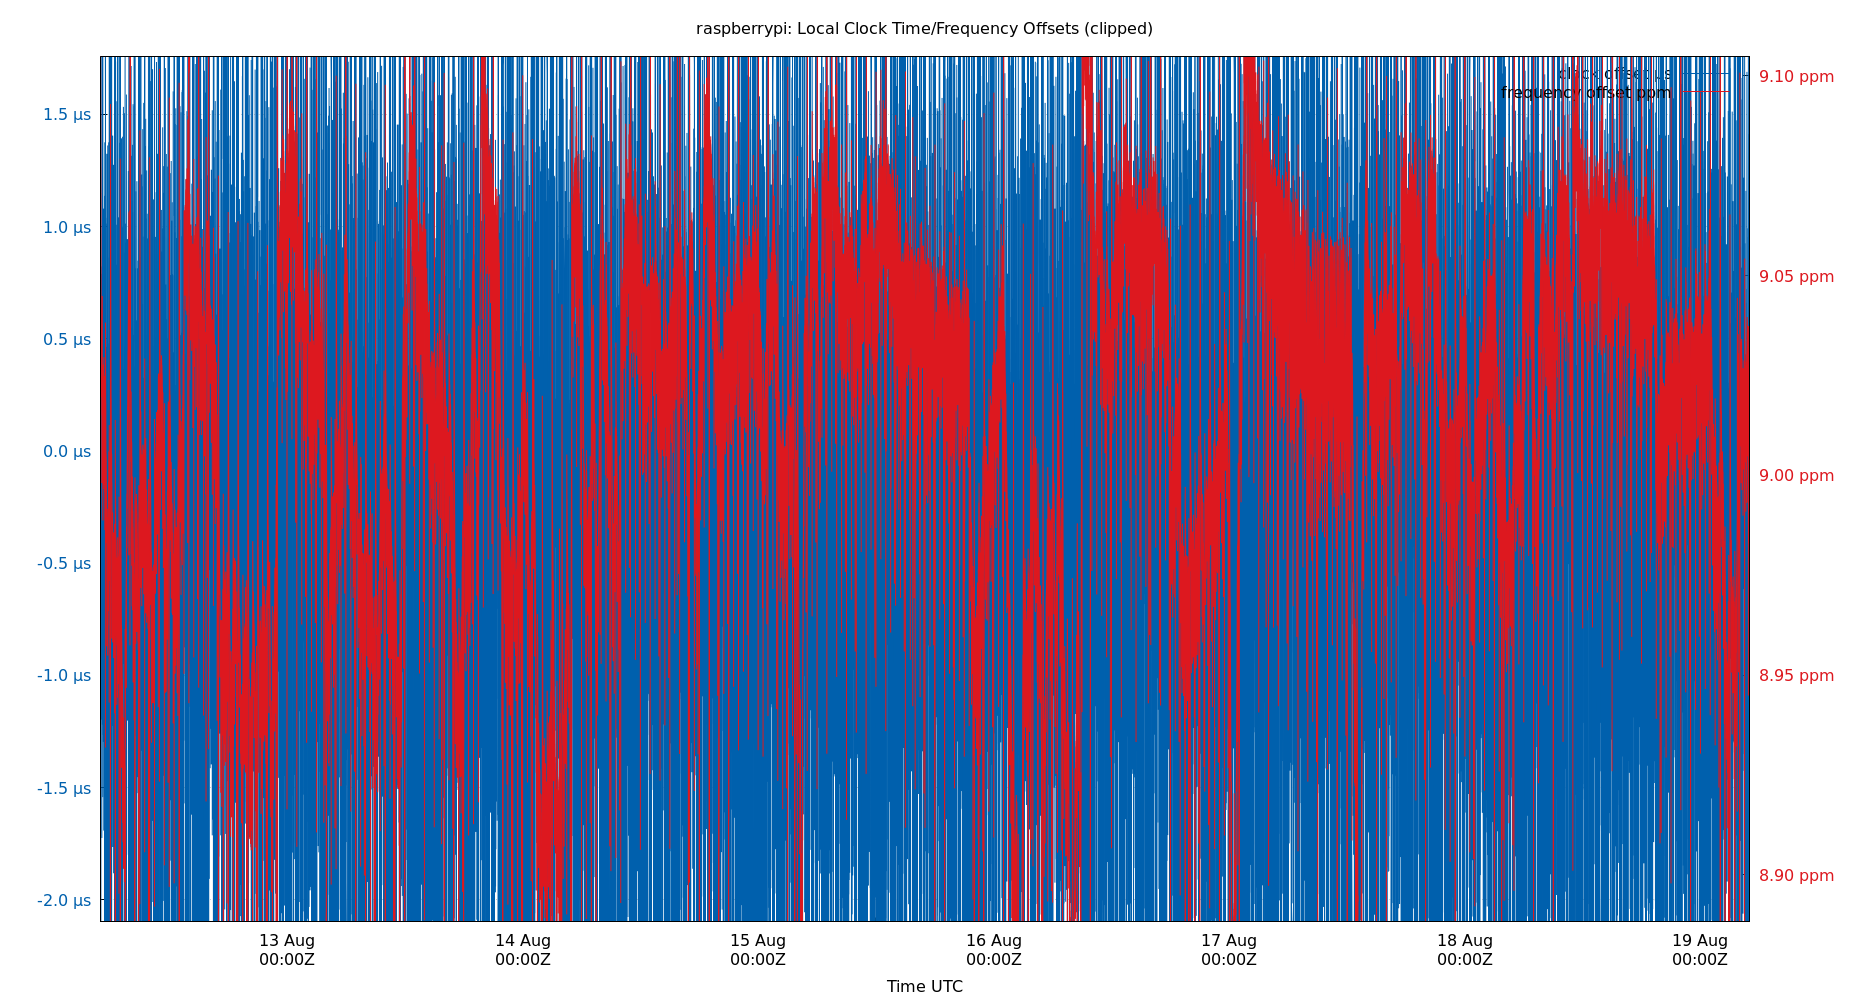 raspberrypi: Local Clock Time/Frequency Offsets (clipped)
clock offset μs
frequency offset ppm
1.5 μs
1.0 μs
0.5 μs
0.0 μs
-0.5 μs
-1.0 μs
-1.5 μs
-2.0 μs
9.10 ppm
9.05 ppm
9.00 ppm
8.95 ppm
8.90 ppm
13 Aug
00:00Z
14 Aug
00:00Z
15 Aug
00:00Z
16 Aug
00:00Z
17 Aug
00:00Z
18 Aug
00:00Z
19 Aug
00:00Z
Time UTC